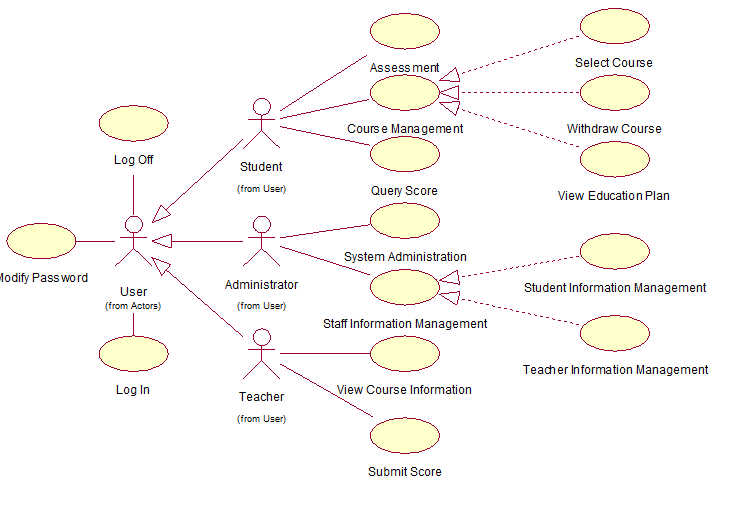 Assessment
Select Course
Course Management
Withdraw Course
Log Off
Student
(from User)
Query Score
View Education Plan
System Administration
Modify Password
User
(from Actors)
Administrator
(from User)
Student Information Management
Staff Information Management
Teacher Information Management
Log In
Teacher
(from User)
View Course Information
Submit Score